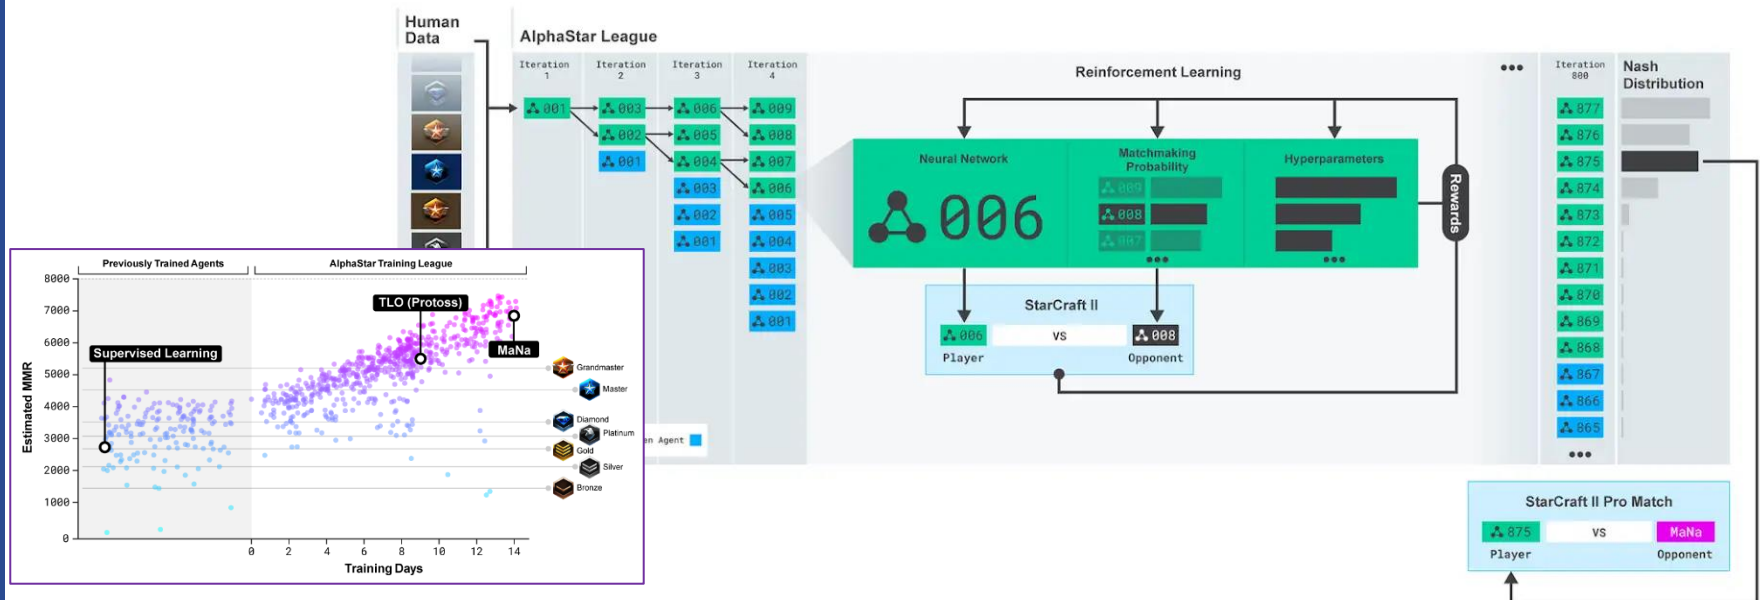 Human
Data
AlphaStar League
Iteration
1
Iteration
2
Iteration
3
Iteration
4
001
003
002
001
006
005
004
003
002
001
009
008
007
006
005
004
003
002
001
Reinforcement Learning
Neural Network
006
Matchmaking
Probability
009
008
007
Hyperparameters
Rewards
StarCraft II
006 VS 008
Player Opponent
Iteration
800
877
876
875
874
873
872
871
870
869
868
867
866
865
Nash
Distribution
StarCraft II Pro Match
875 VS MaNa
Player Opponent
Agent
Previously Trained Agents AlphaStar Training League
Estimated MMR
8000
7000
6000
5000
4000
3000
2000
1000
0
Supervised Learning
TLO (Protoss)
MaNa
Grandmaster
Master
Diamond
Platinum
Gold
Silver
Bronze
0 2 4 6 8 10 12 14
Training Days